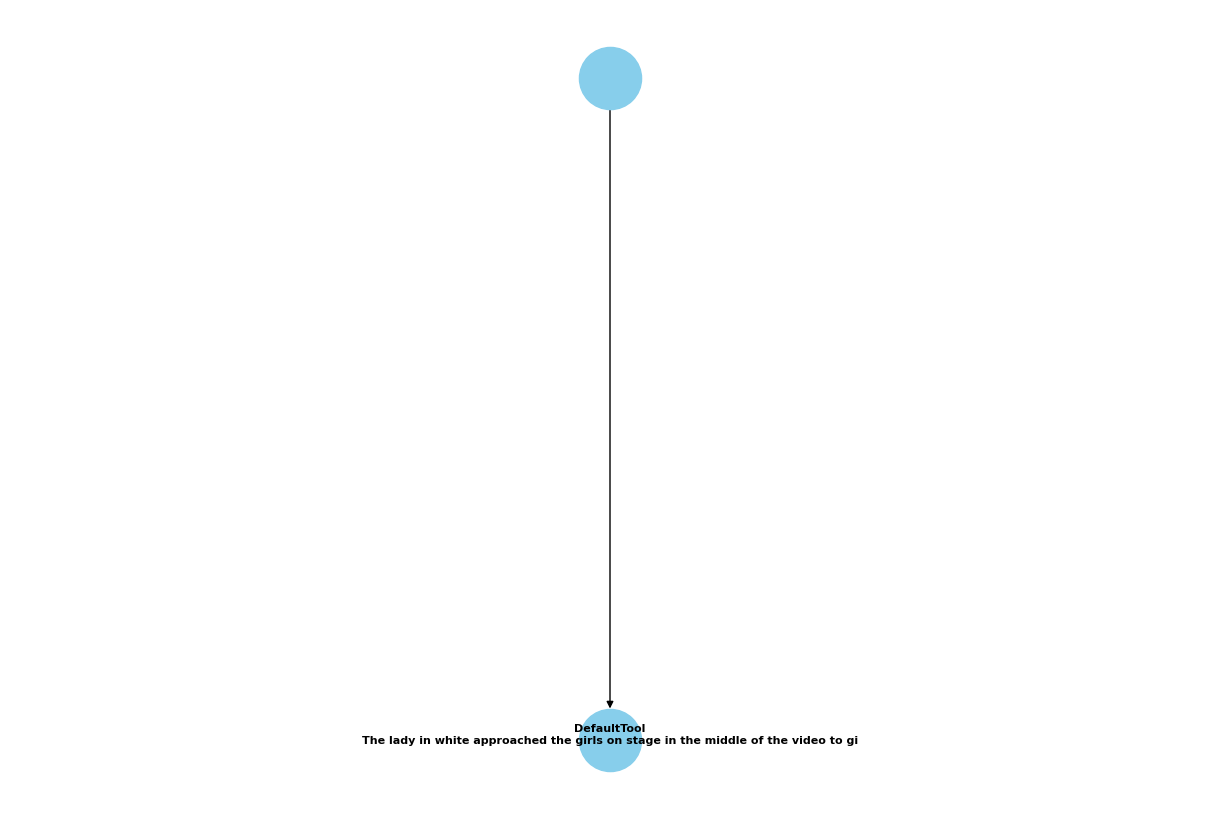 DefaultTool
The lady in white approached the girls on stage in the middle of the video to gi